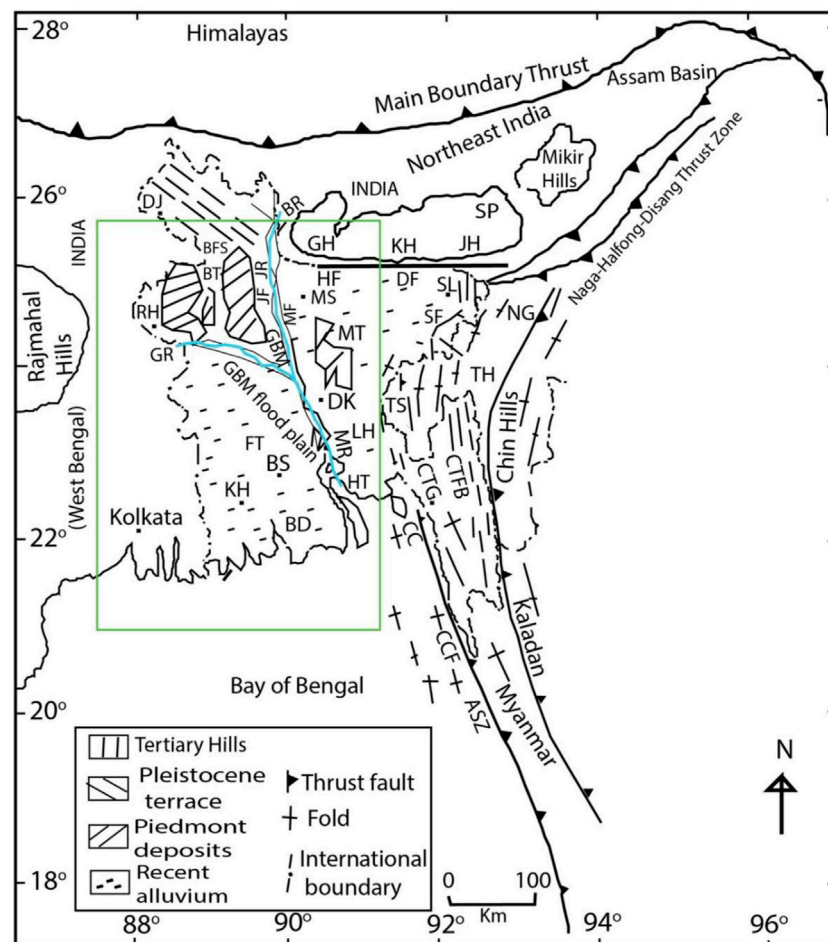 28°
Himalayas
Main Boundary Thrust
Assam Basin
Northeast India
Mikir
Hills
26°
DJ
BR
INDIA
SP
GH
KH
JH
INDIA
BFS
BT
JR
HF
DF
SL
MS
JF
MF
SF
NG
Naga-Halfong-Disang Thrust Zone
RH
GR
GBM
MT
Rajmahal
Hills
GBM flood plain
DK
TS
TH
Chin Hills
FT
LH
MR
BS
HT
CTG
CTFB
KH
(West Bengal)
Kolkata
BD
22°
CC
Kaladan
CCF
Bay of Bengal
ASZ
Myanmar
20°
Tertiary Hills
Pleistocene
terrace
Piedmont
deposits
Recent
alluvium
Thrust fault
Fold
International
boundary
N
0
100
Km
18°
88°
90°
92°
94°
96°